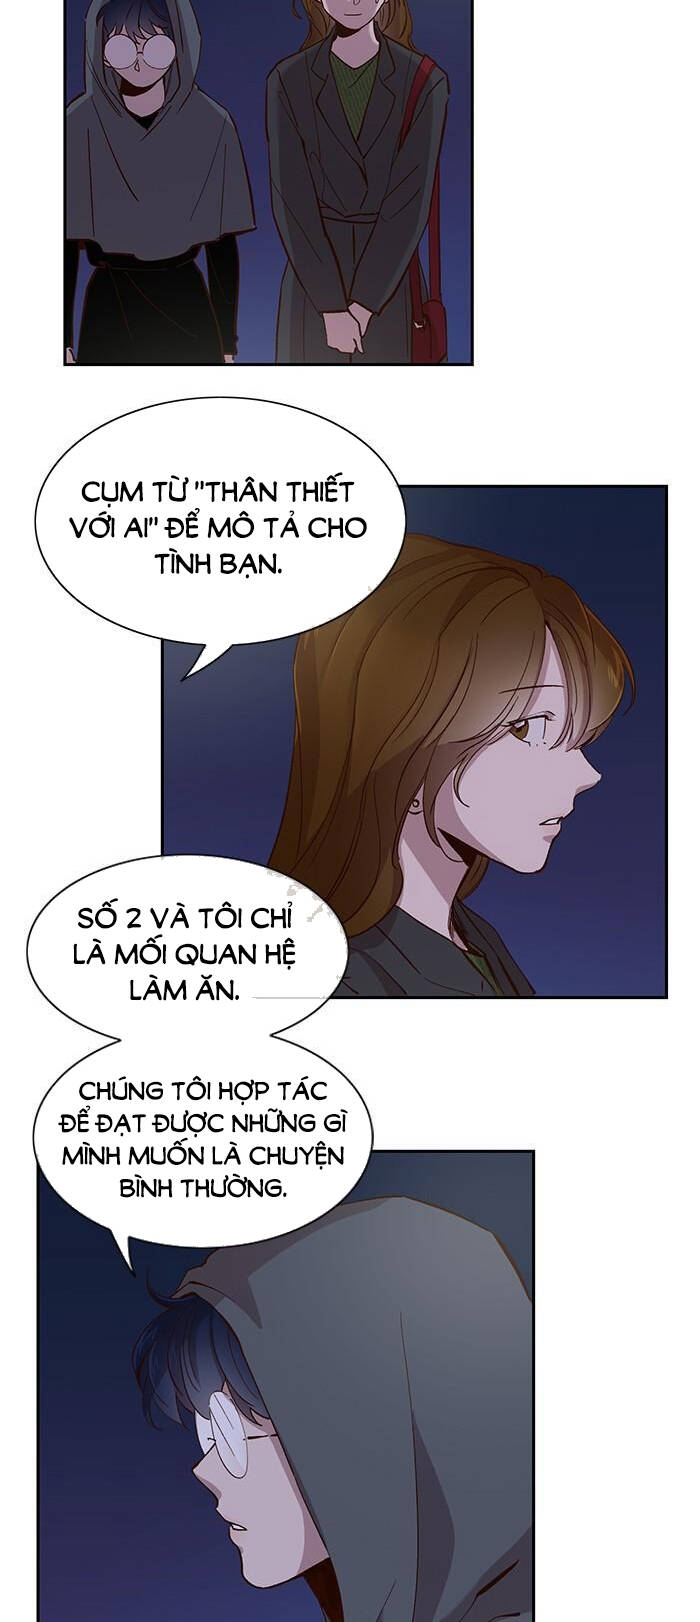 CỤM TỪ "THÂN THIẾT
VỚI AI" ĐỂ MÔ TẢ CHO
TÌNH BẠN.
SỐ 2 VÀ TÔI CHỈ
LÀ MỐI QUAN HỆ
LÀM ĂN.
CHÚNG TÔI HỢP TÁC
ĐỂ ĐẠT ĐƯỢC NHỮNG GÌ
MÌNH MUỐN LÀ CHUYỆN
BÌNH THƯỜNG.